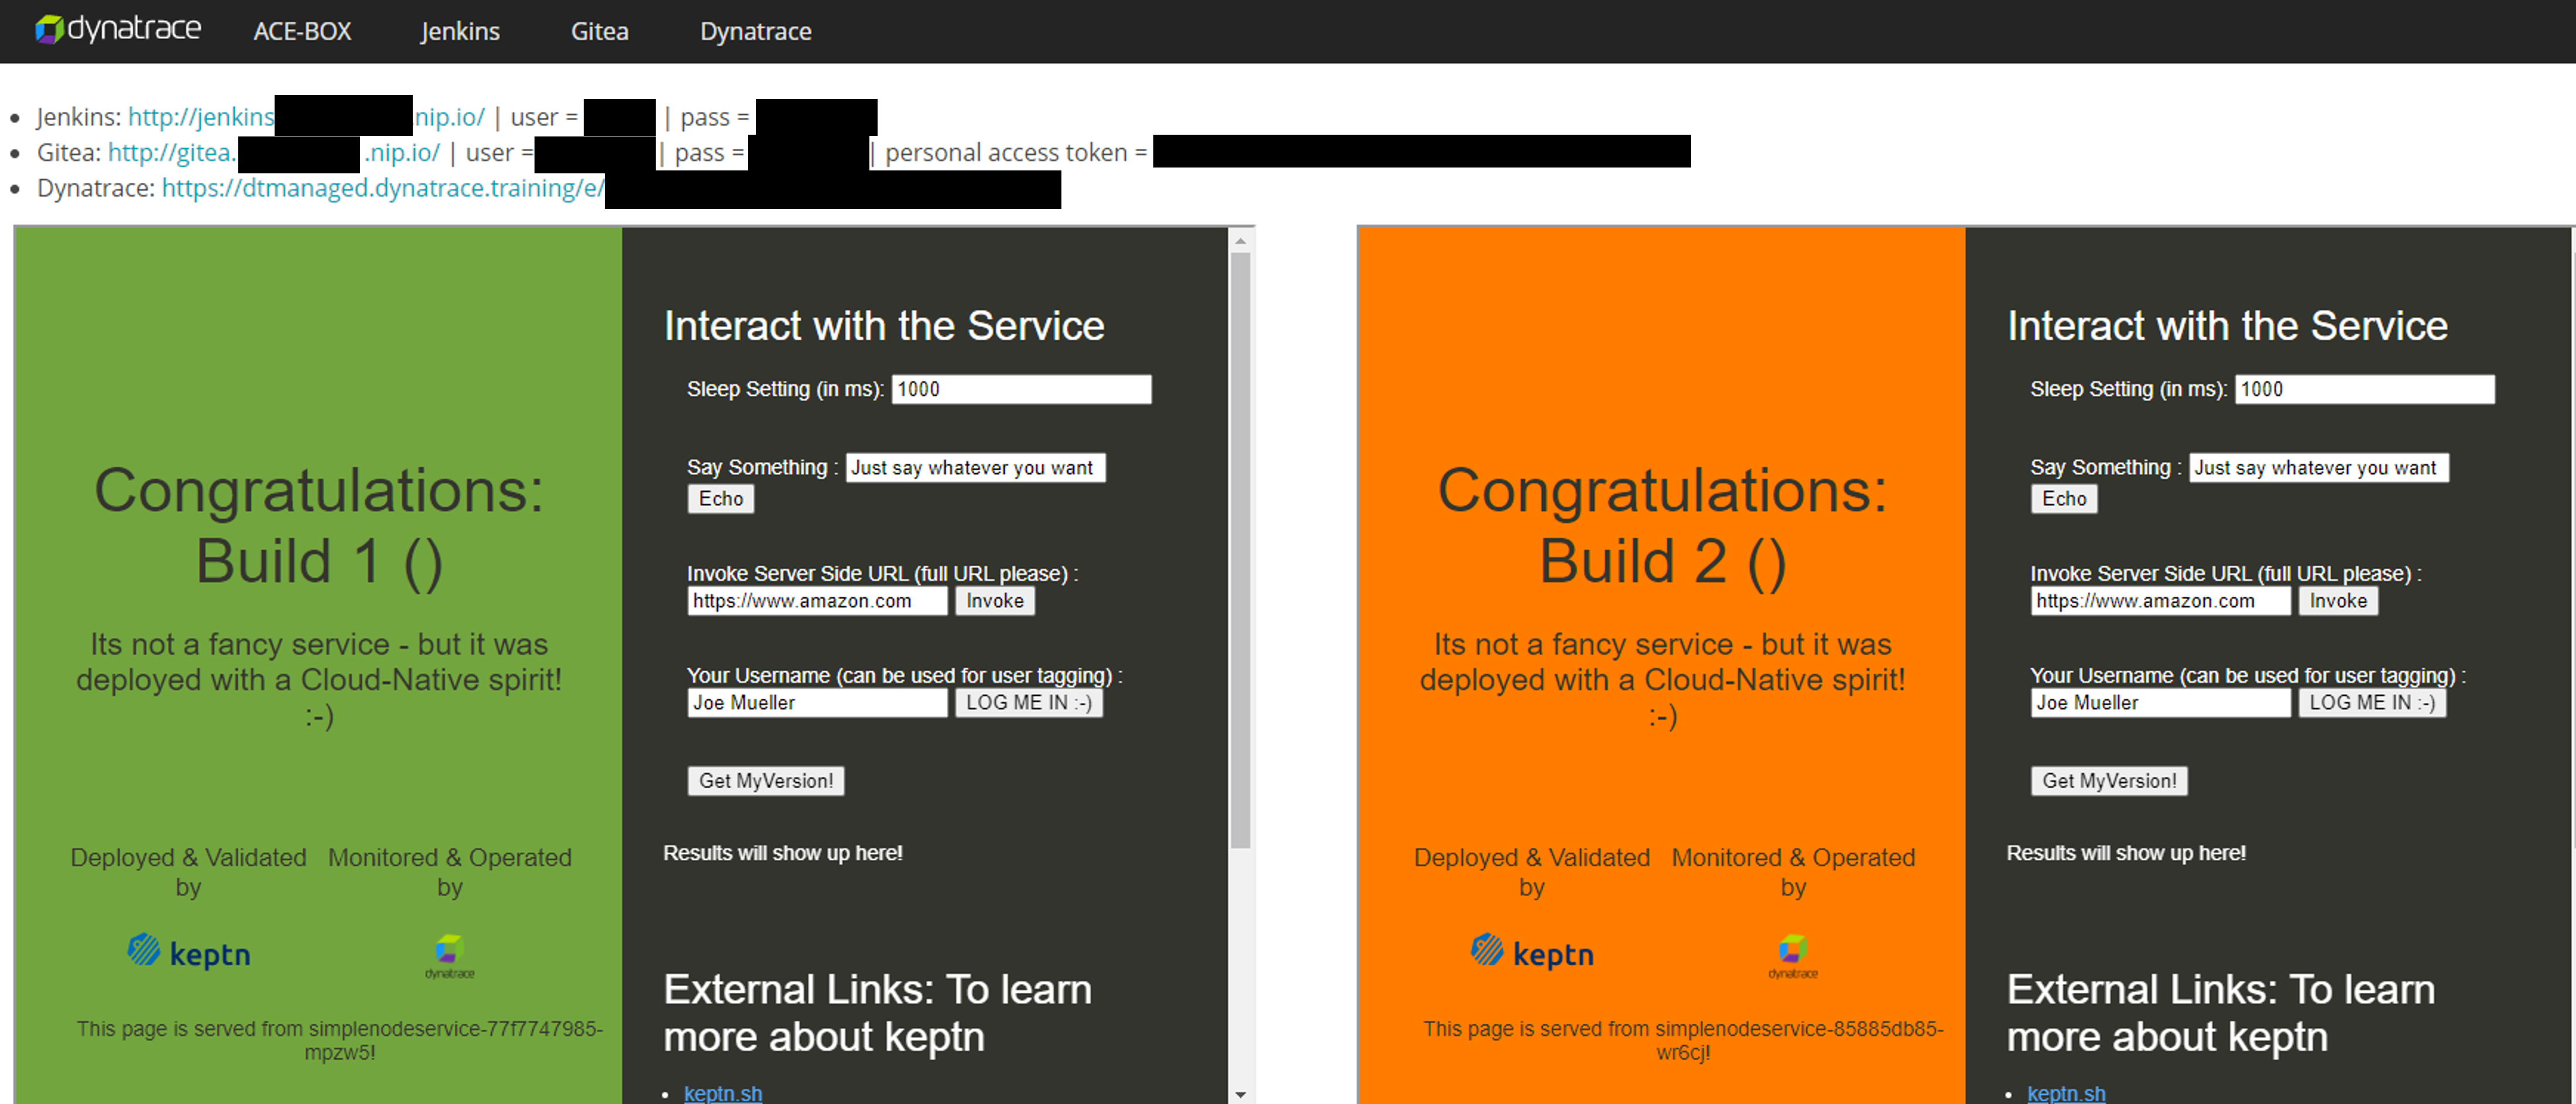 dynatrace ACE-BOX Jenkins Gitea Dynatrace
Jenkins: http://jenkins nip.io/ | user = | pass =
Gitea: http://gitea. .nip.io/ | user = | pass = | personal access token =
Dynatrace: https://dtmanaged.dynatrace.training/e/
Congratulations:
Build 1 ()
Its not a fancy service - but it was
deployed with a Cloud-Native spirit!
:-)
Deployed & Validated
by
Monitored & Operated
by
keptn
dynatrace
This page is served from simplenodeservice-77f7747985-
mpzw5!
Interact with the Service
Sleep Setting (in ms): 1000
Say Something : Just say whatever you want
Echo
Invoke Server Side URL (full URL please) :
https://www.amazon.com Invoke
Your Username (can be used for user tagging) :
Joe Mueller LOG ME IN :-)
Get MyVersion!
Results will show up here!
External Links: To learn
more about keptn
keptn.sh
Congratulations:
Build 2 ()
Its not a fancy service - but it was
deployed with a Cloud-Native spirit!
:-)
Deployed & Validated
by
Monitored & Operated
by
keptn
dynatrace
This page is served from simplenodeservice-85885db85-
wr6cj!
Interact with the Service
Sleep Setting (in ms): 1000
Say Something : Just say whatever you want
Echo
Invoke Server Side URL (full URL please) :
https://www.amazon.com Invoke
Your Username (can be used for user tagging) :
Joe Mueller LOG ME IN :-)
Get MyVersion!
Results will show up here!
External Links: To learn
more about keptn
keptn.sh